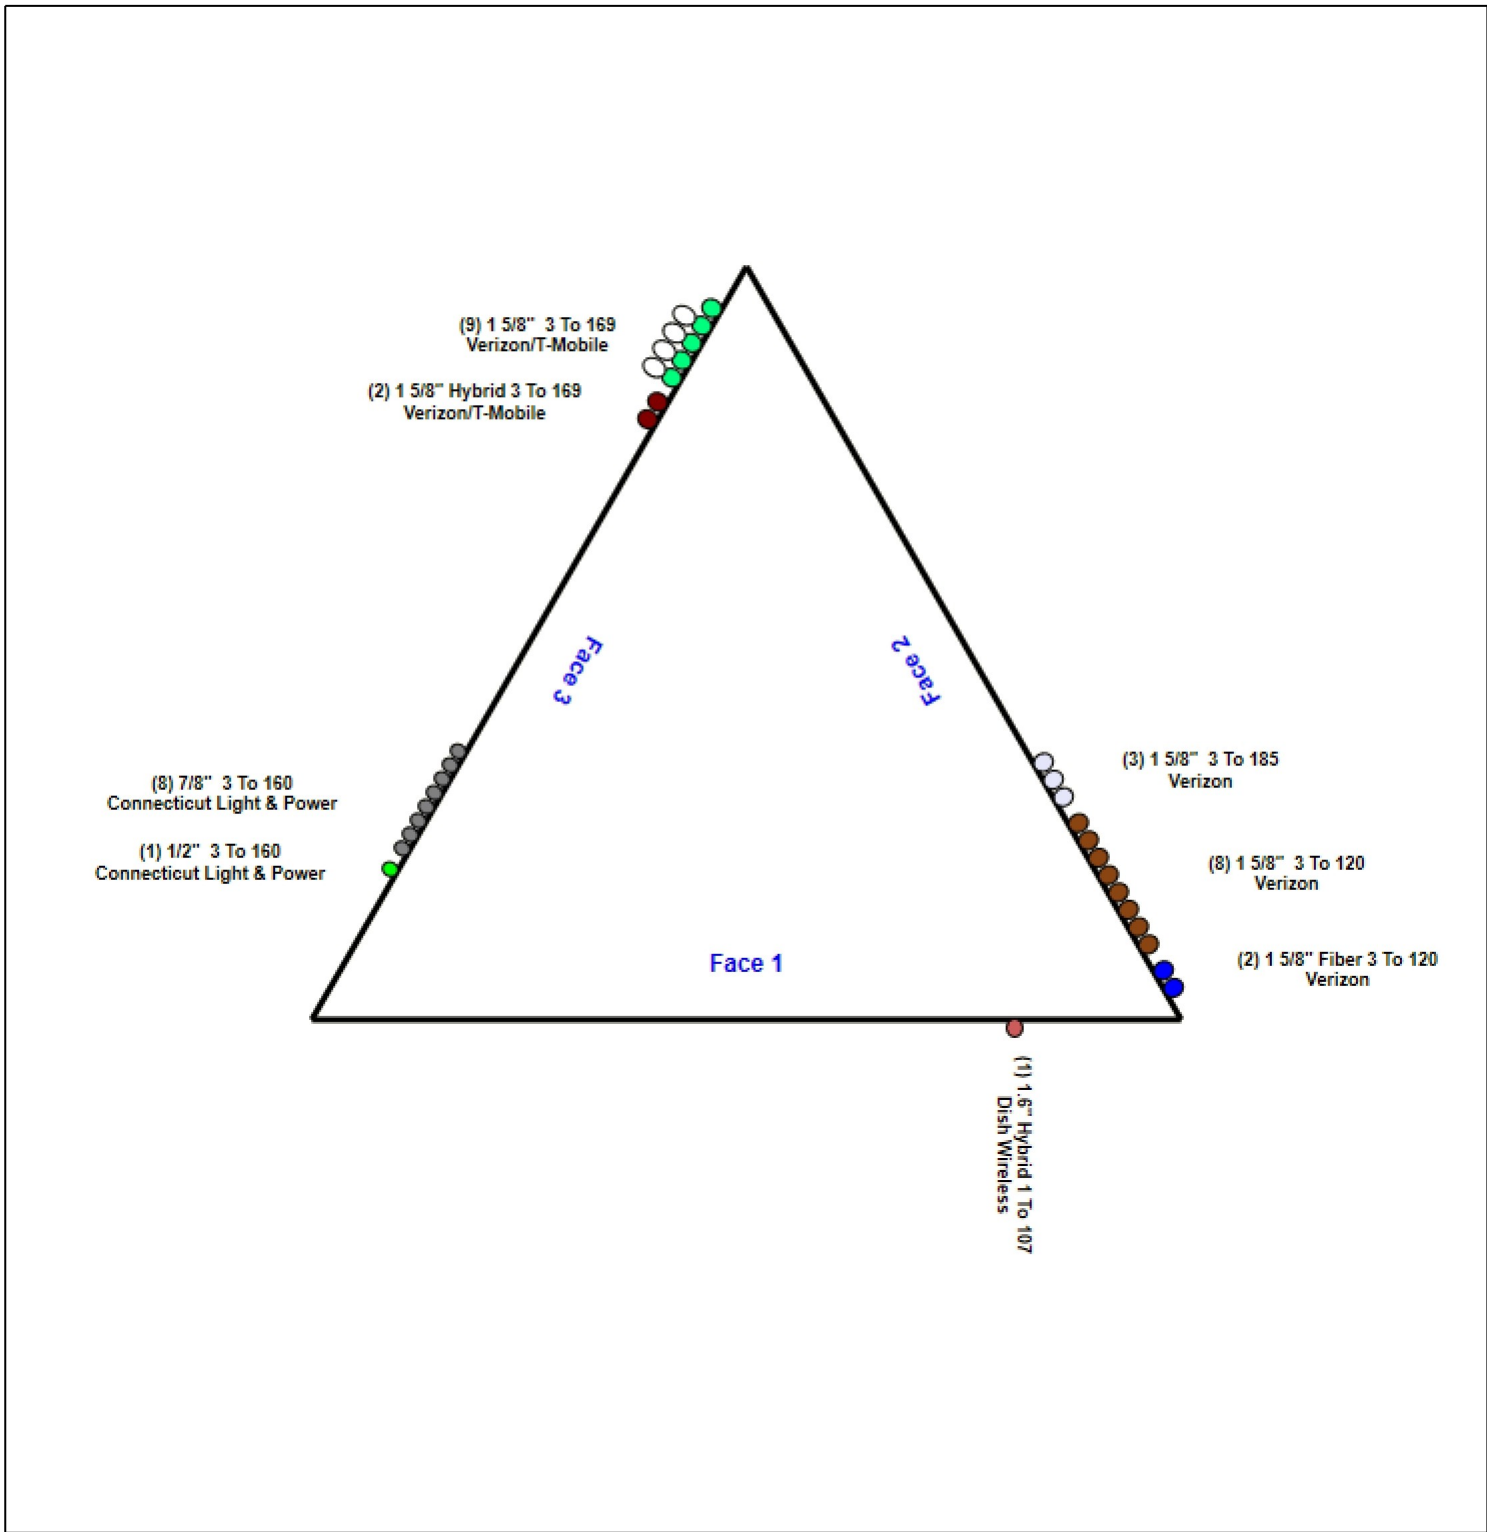 (9) 1 5/8" 3 To 169
Verizon/T-Mobile
(2) 1 5/8" Hybrid 3 To 169
Verizon/T-Mobile
Face 3
Face 2
(8) 7/8" 3 To 160
Connecticut Light & Power
(1) 1/2" 3 To 160
Connecticut Light & Power
(3) 1 5/8" 3 To 185
Verizon
(8) 1 5/8" 3 To 120
Verizon
(2) 1 5/8" Fiber 3 To 120
Verizon
Face 1
(1) 1.6" Hybrid 1 To 107
Dish Wireless